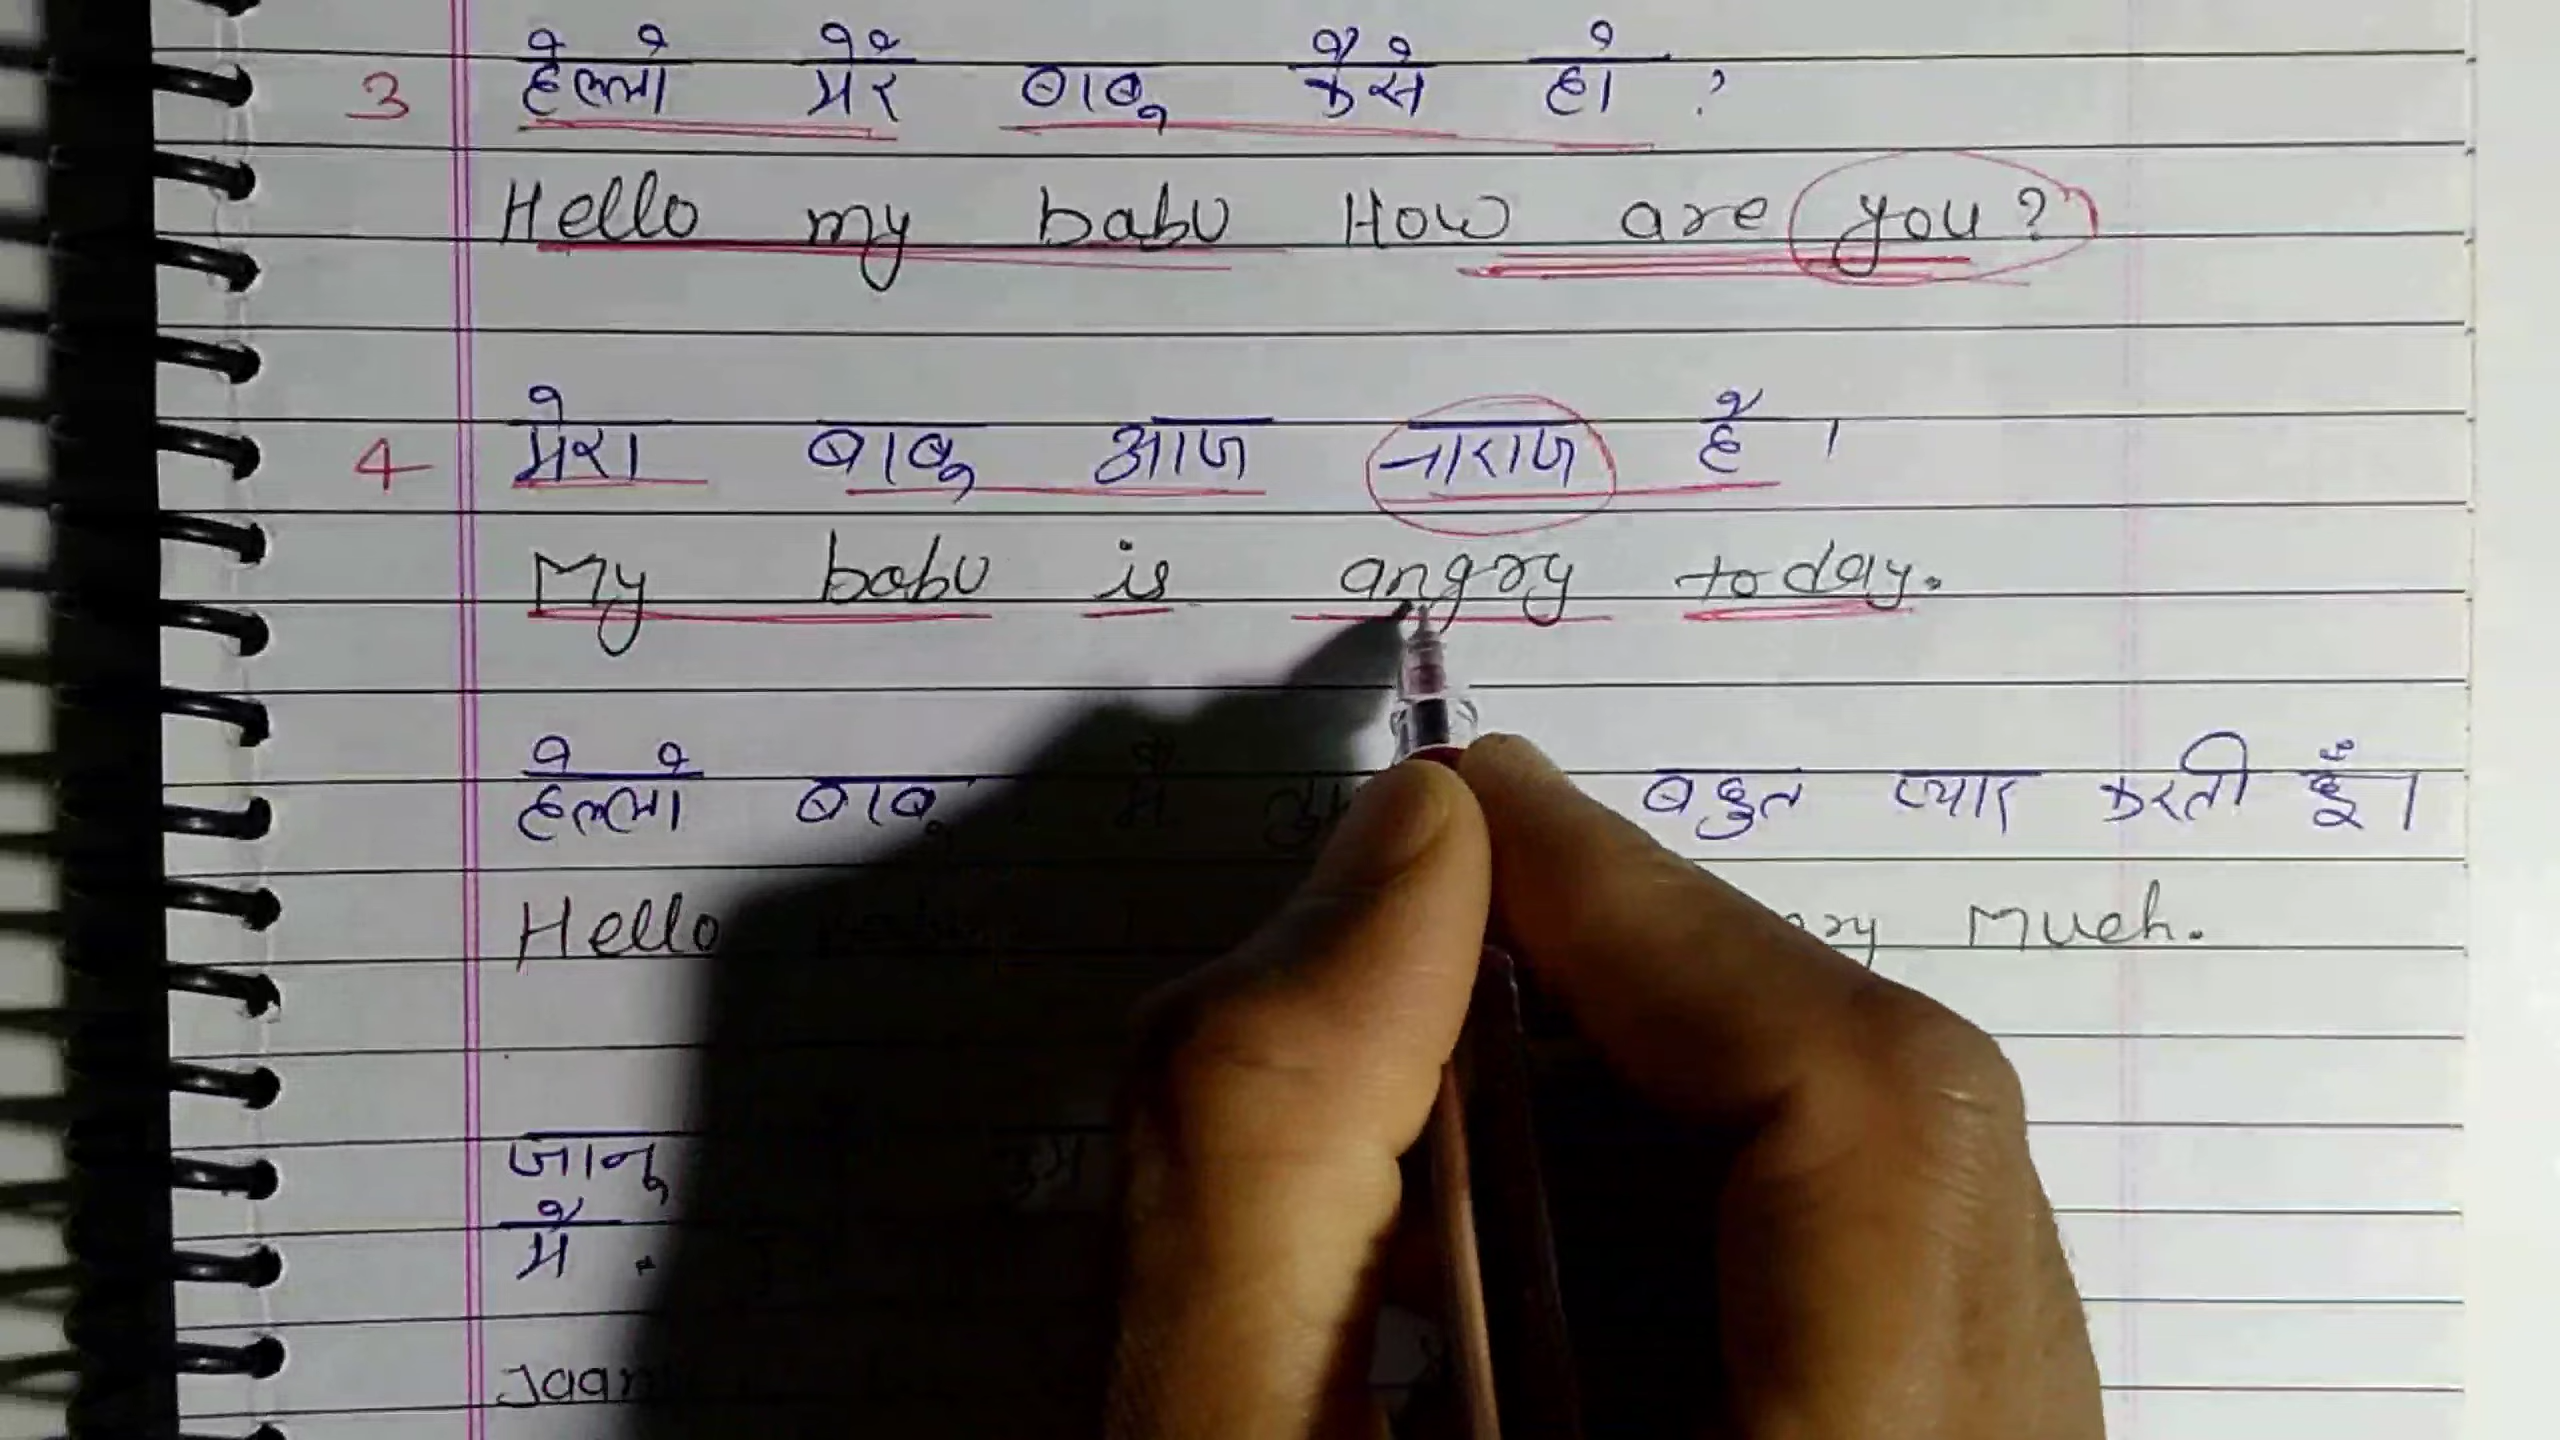 3 हेल्लो मेरे बाबू कैसे हो ?
Hello my babu How are you?
4 मेरा बाबू आज नाराज है ।
My babu is angry today.
हेल्लो बाबू मैं बहुत प्यार करती हूँ।
Hello Much.
जानू
मैं